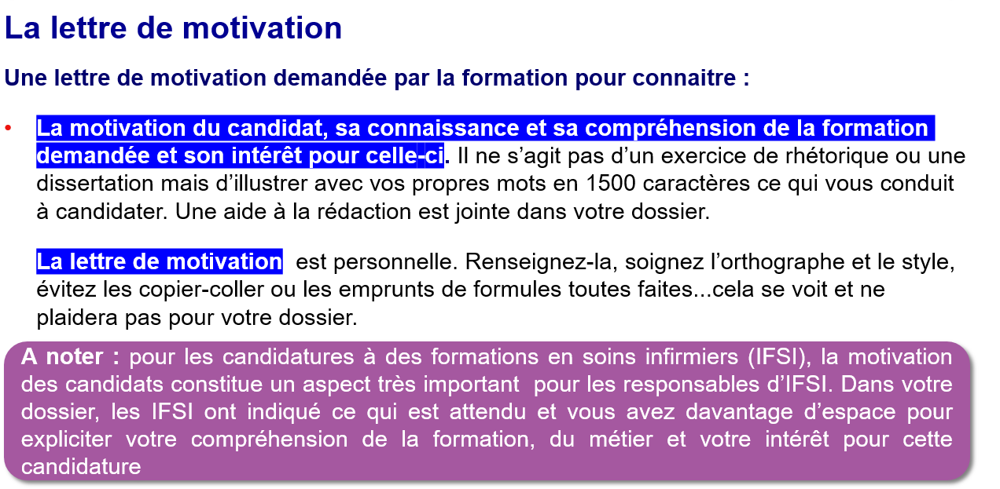 La lettre de motivation
Une lettre de motivation demandée par la formation pour connaitre :
• La motivation du candidat, sa connaissance et sa compréhension de la formation
demandée et son intérêt pour celle-ci. Il ne s’agit pas d’un exercice de rhétorique ou une
dissertation mais d’illustrer avec vos propres mots en 1500 caractères ce qui vous conduit
à candidater. Une aide à la rédaction est jointe dans votre dossier.
La lettre de motivation est personnelle. Renseignez-la, soignez l’orthographe et le style,
évitez les copier-coller ou les emprunts de formules toutes faites...cela se voit et ne
plaidera pas pour votre dossier.
A noter : pour les candidatures à des formations en soins infirmiers (IFSI), la motivation
des candidats constitue un aspect très important pour les responsables d’IFSI. Dans votre
dossier, les IFSI ont indiqué ce qui est attendu et vous avez davantage d’espace pour
expliciter votre compréhension de la formation, du métier et votre intérêt pour cette
candidature